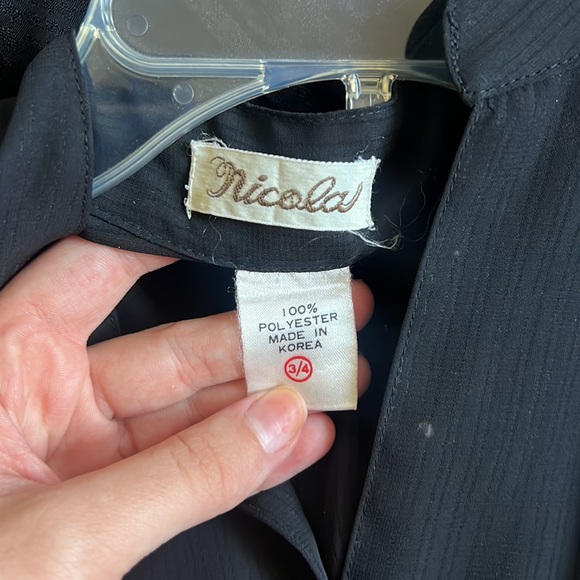 Nicola
100%
POLYESTER
MADE IN
KOREA
3/4